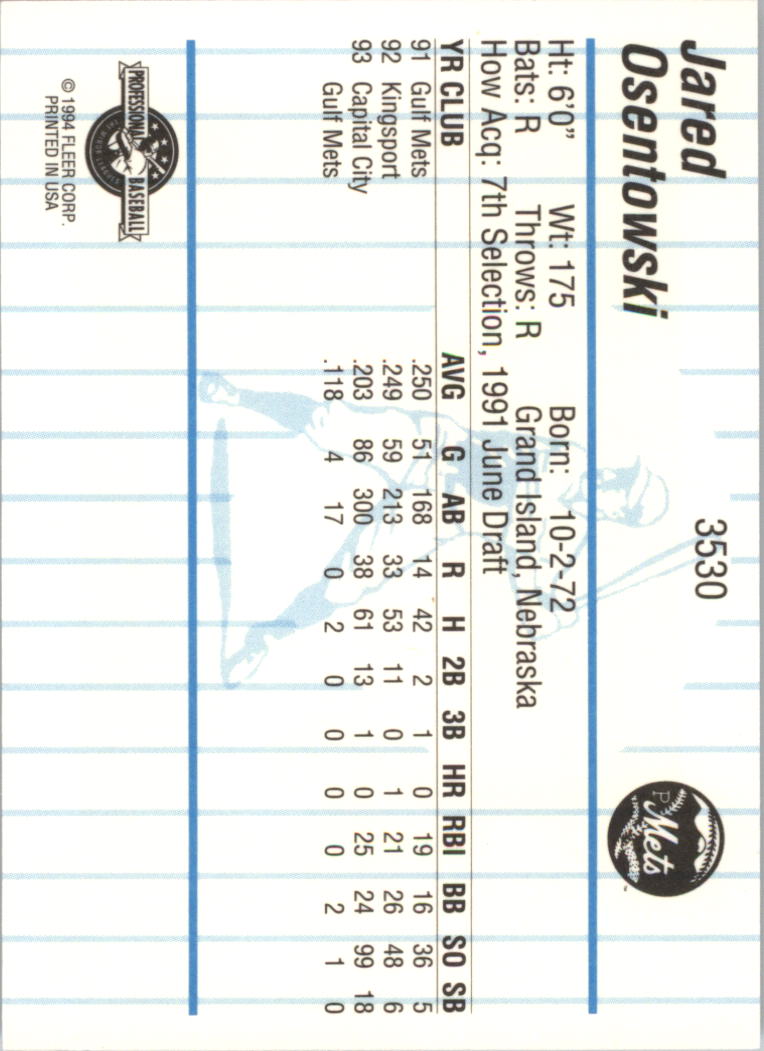 Jared
Osentowski
3530
P Mets
Ht: 6'0" Wt: 175 Born: 10-2-72
Bats: R Throws: R Grand Island, Nebraska
How Acq: 7th Selection, 1991 June Draft
YR CLUB AVG G AB R H 2B 3B HR RBI BB SO SB
91 Gulf Mets .250 51 168 14 42 2 1 0 19 16 36 5
92 Kingsport .249 59 213 33 53 11 0 1 21 26 48 6
93 Capital City .203 86 300 38 61 13 1 0 25 24 99 18
Gulf Mets .118 4 17 0 2 0 0 0 0 2 1 0
PROFESSIONAL BASEBALL
© 1994 FLEER CORP.
PRINTED IN USA